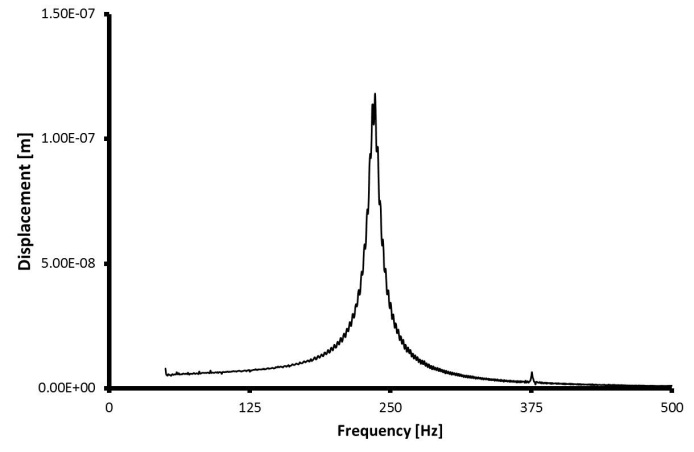 1.50E-07
1.00E-07
5.00E-08
0.00E+00
Displacement [m]
0 125 250 375 500
Frequency [Hz]